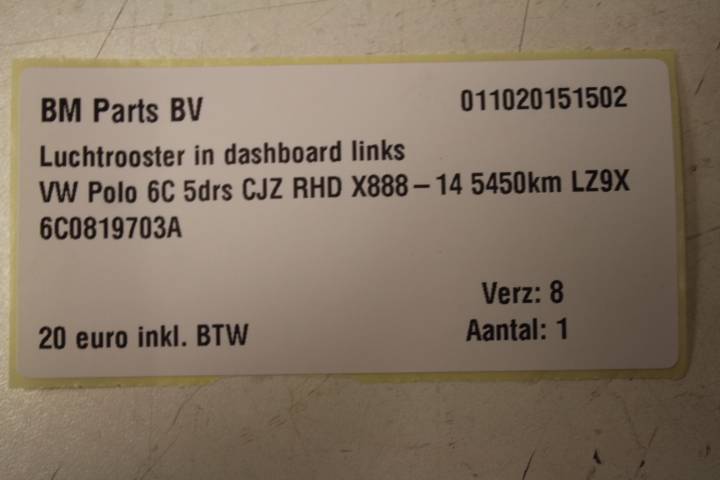 BM Parts BV 011020151502
Luchtrooster in dashboard links
VW Polo 6C 5drs CJZ RHD X888-14 5450km LZ9X
6C0819703A
Verz: 8
20 euro inkl. BTW Aantal: 1